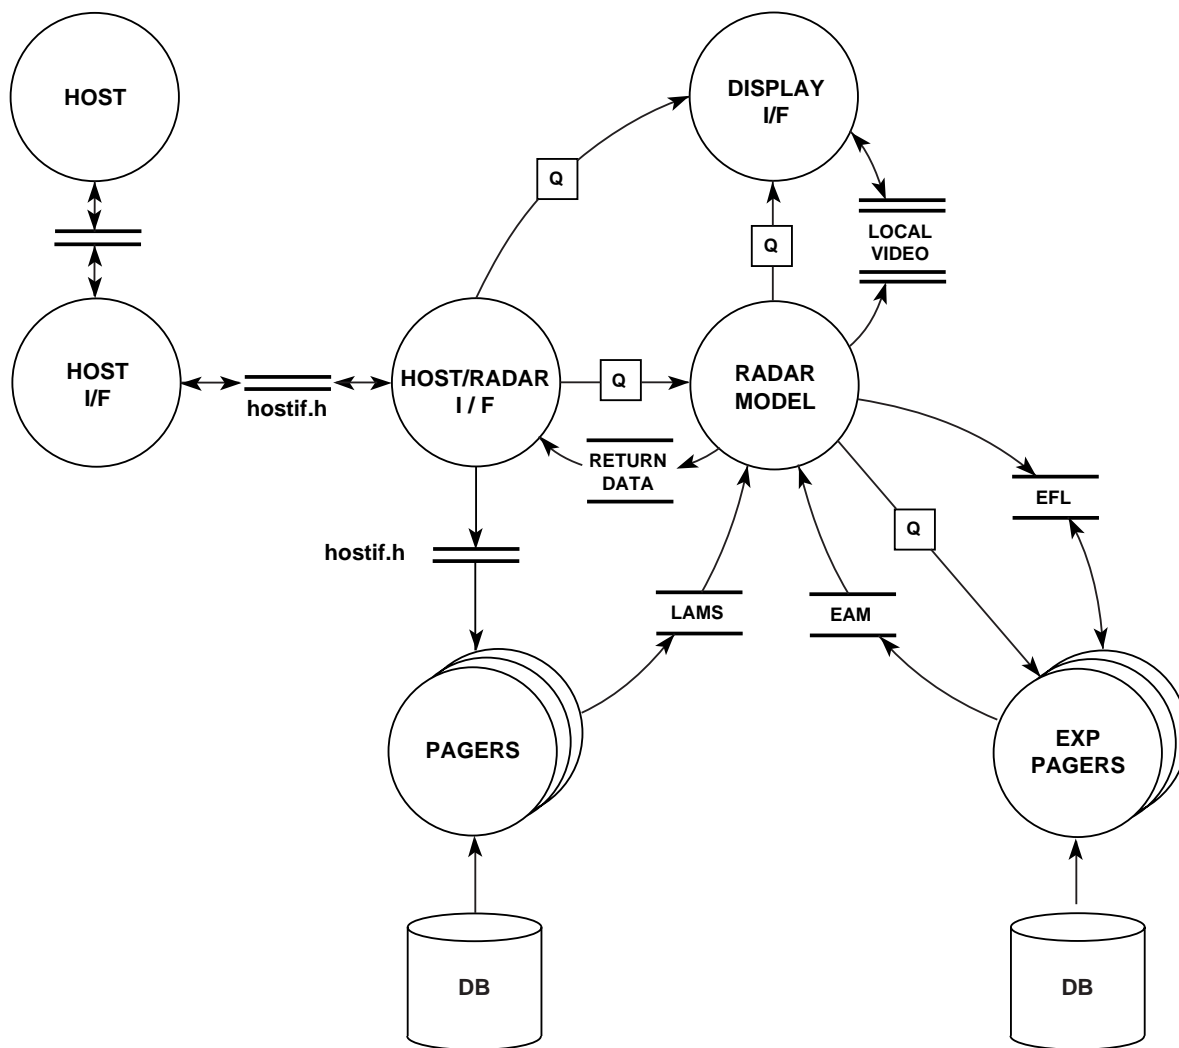 HOST
DISPLAY
I/F
Q
Q
LOCAL
VIDEO
HOST
I/F
hostif.h
HOST/RADAR
I / F
Q
RADAR
MODEL
RETURN
DATA
EFL
Q
hostif.h
LAMS
EAM
PAGERS
EXP
PAGERS
DB
DB